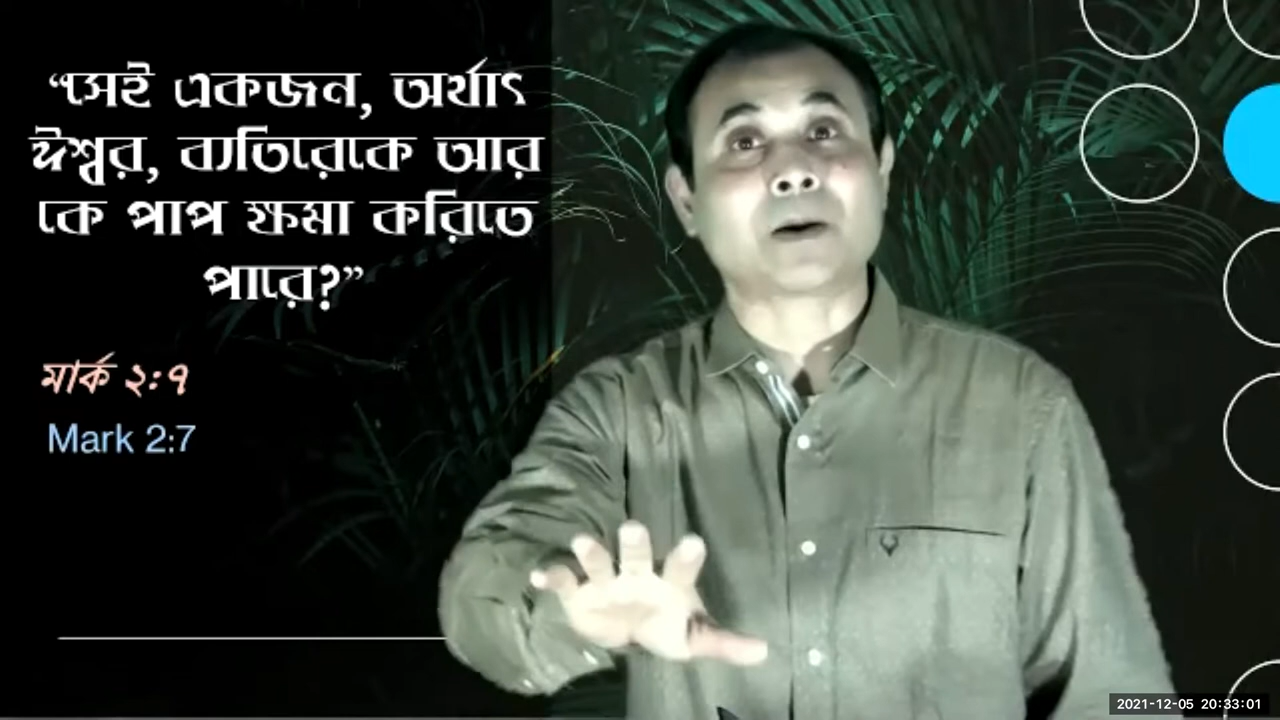 “সেই একজন, অর্থাৎ
ঈশ্বর, ব্যতিরেকে আর
কে পাপ ক্ষমা করিতে
পারে?”
মার্ক ২:৭
Mark 2:7
2021-12-05 20:33:01